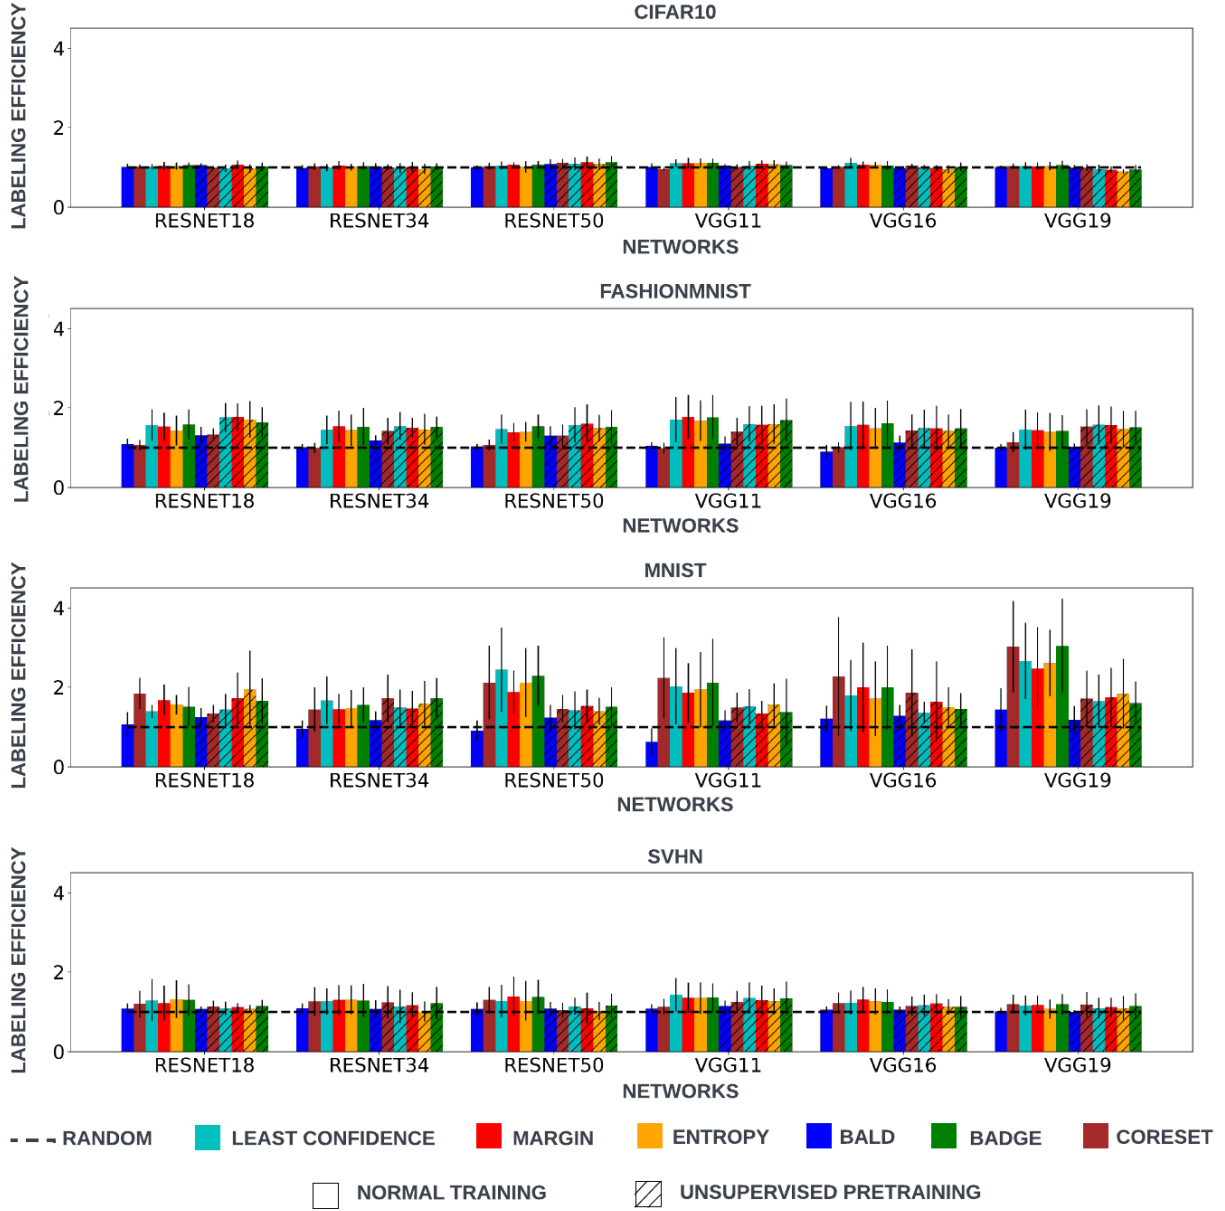 CIFAR10
LABELING EFFICIENCY
4
2
0
RESNET18 RESNET34 RESNET50 VGG11 VGG16 VGG19
NETWORKS
FASHIONMNIST
LABELING EFFICIENCY
4
2
0
RESNET18 RESNET34 RESNET50 VGG11 VGG16 VGG19
NETWORKS
MNIST
LABELING EFFICIENCY
4
2
0
RESNET18 RESNET34 RESNET50 VGG11 VGG16 VGG19
NETWORKS
SVHN
LABELING EFFICIENCY
4
2
0
RESNET18 RESNET34 RESNET50 VGG11 VGG16 VGG19
NETWORKS
RANDOM LEAST CONFIDENCE MARGIN ENTROPY BALD BADGE CORESET
NORMAL TRAINING UNSUPERVISED PRETRAINING